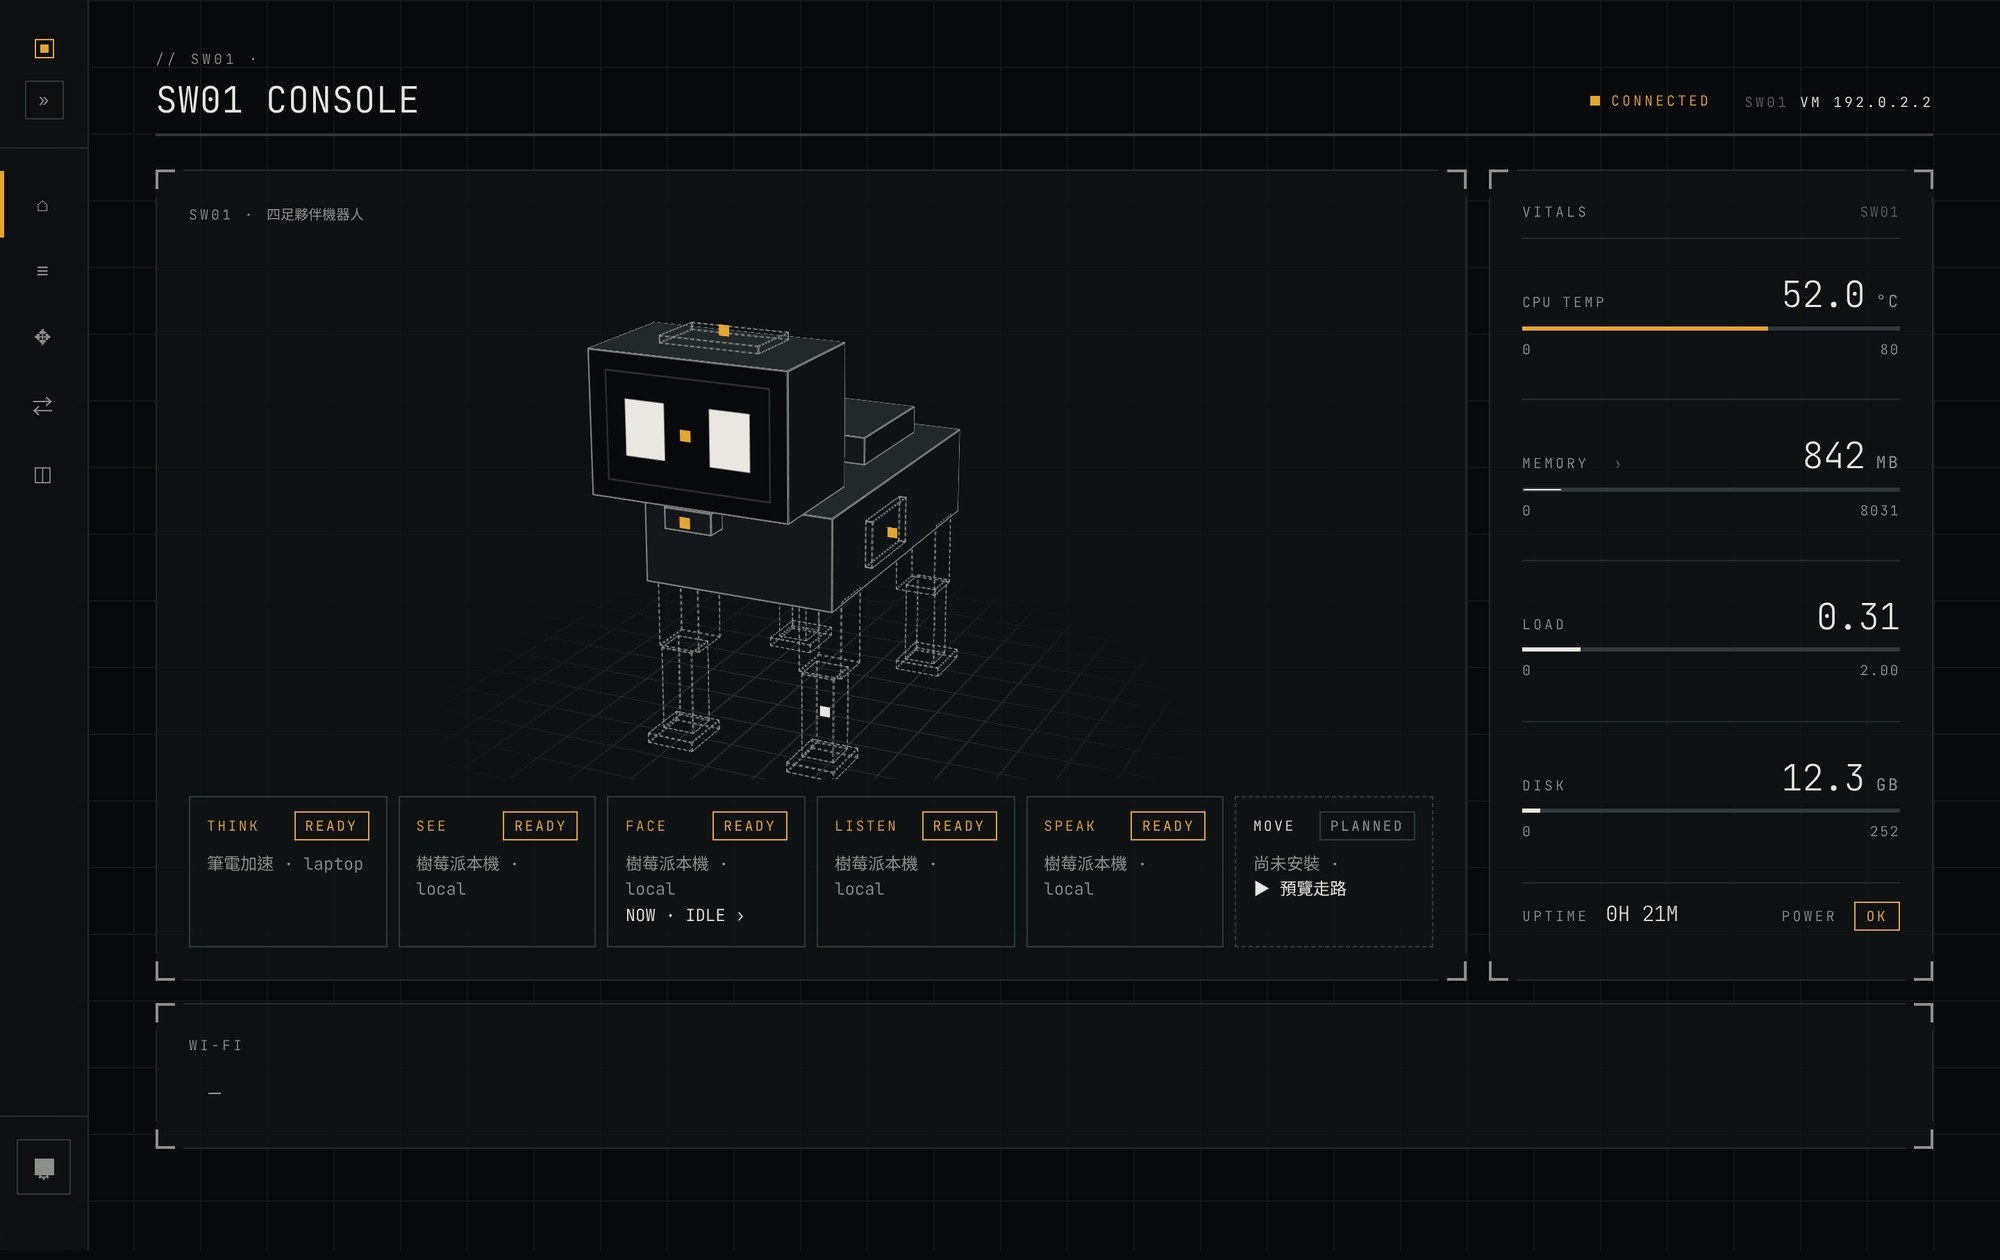 // SW01 ·
SW01 CONSOLE
CONNECTED
SW01 VM 192.0.2.2
SW01 · 四足夥伴機器人
THINK READY
筆電加速 · laptop
SEE READY
樹莓派本機 ·
local
FACE READY
樹莓派本機 ·
local
NOW · IDLE ›
LISTEN READY
樹莓派本機 ·
local
SPEAK READY
樹莓派本機 ·
local
MOVE PLANNED
尚未安裝 ·
▶ 預覽走路
VITALS SW01
CPU TEMP 52.0 °C
0 80
MEMORY › 842 MB
0 8031
LOAD 0.31
0 2.00
DISK 12.3 GB
0 252
UPTIME 0H 21M POWER OK
WI-FI
—